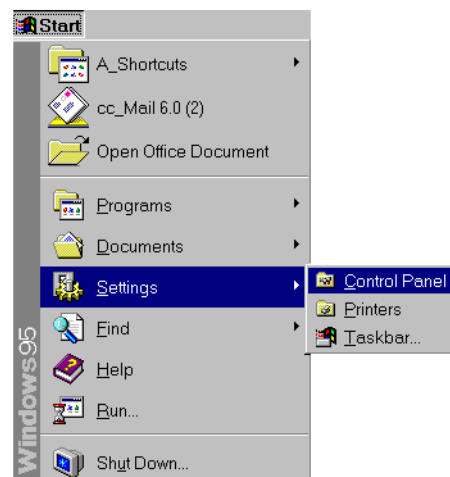 Start
A_Shortcuts
cc_Mail 6.0 (2)
Open Office Document
Programs
Documents
Settings
Control Panel
Printers
Taskbar...
Find
Help
Run...
Shut Down...
Windows95